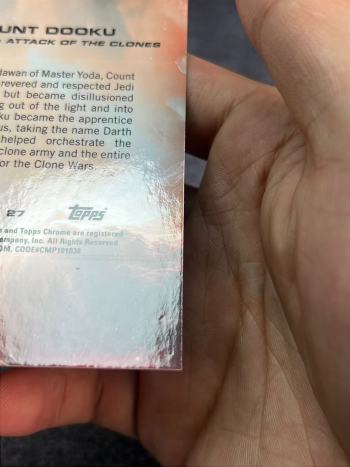 UNT DOOKU
ATTACK OF THE CLONES
dawan of Master Yoda, Count
revered and respected Jedi
but became disillusioned
g out of the light and into
ku became the apprentice
us, taking the name Darth
helped orchestrate the
clone army and the entire
or the Clone Wars.
27 Topps
and Topps Chrome are registered
ompany, Inc. All Rights Reserved.
OM. CODE#CMP101830